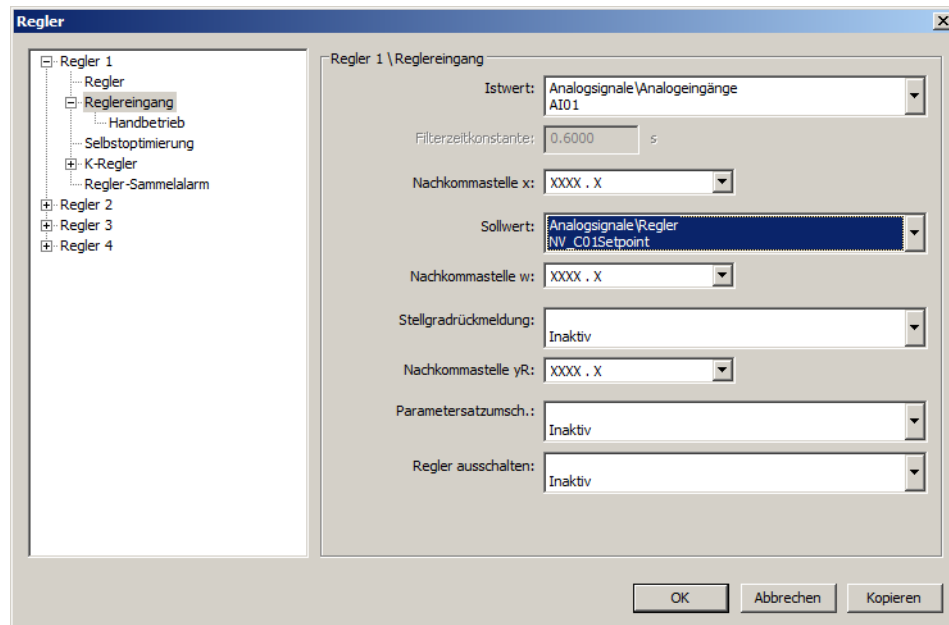 Regler
Regler 1
Regler
Reglereingang
Handbetrieb
Selbstoptimierung
K-Regler
Regler-Sammelalarm
Regler 2
Regler 3
Regler 4
Regler 1 \ Reglereingang
Istwert: Analogsignale\Analogeingänge
AI01
Filterzeitkonstante: 0.6000 s
Nachkommastelle x: XXXX . X
Sollwert: Analogsignale\Regler
NV_C01Setpoint
Nachkommastelle w: XXXX . X
Stellgradrückmeldung:
Inaktiv
Nachkommastelle yR: XXXX . X
Parametersatzumsch.:
Inaktiv
Regler ausschalten:
Inaktiv
OK Abbrechen Kopieren